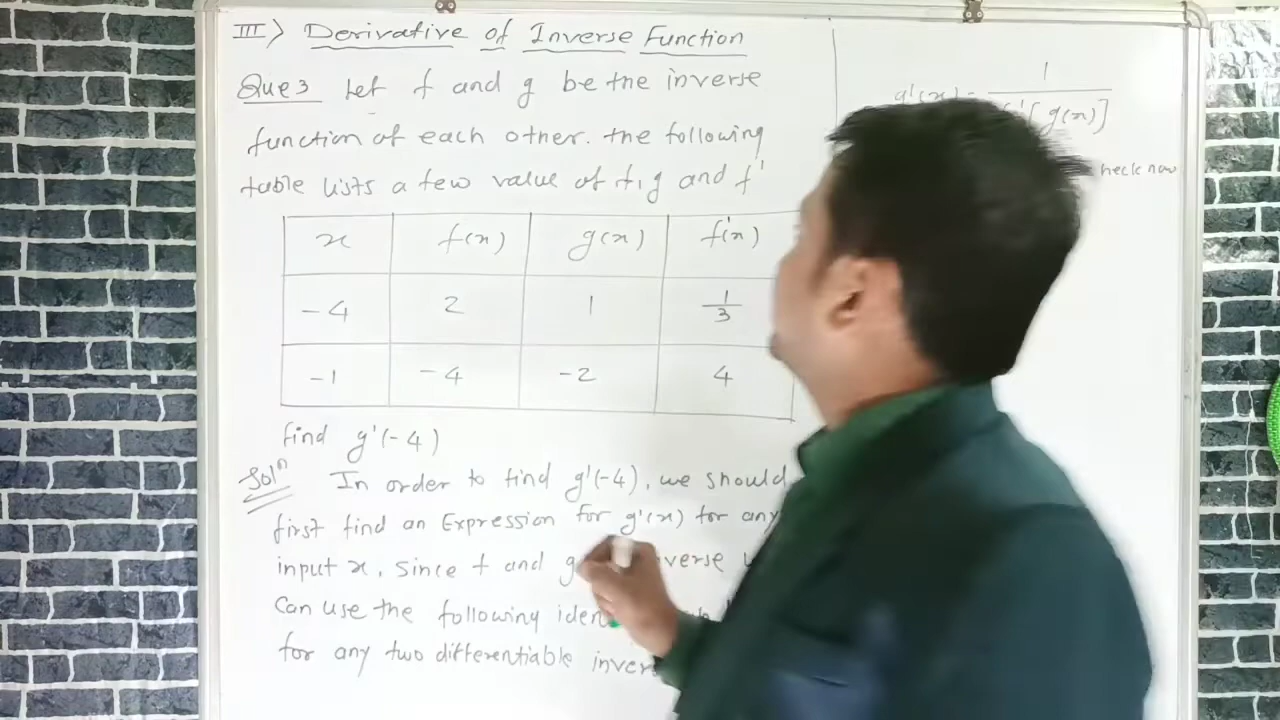 III) Derivative of Inverse Function
Que 3 Let f and g be the inverse
function of each other. the following
table lists a few value of f, g and f'
x f(x) g(x) f'(x)
-4 2 1 1/3
-1 -4 -2 4
find g'(-4)
Solⁿ In order to find g'(-4), we should
first find an Expression for g'(x) for any
input x, Since f and g
can use the following
for any two differentiable
1
[g(x)]
now